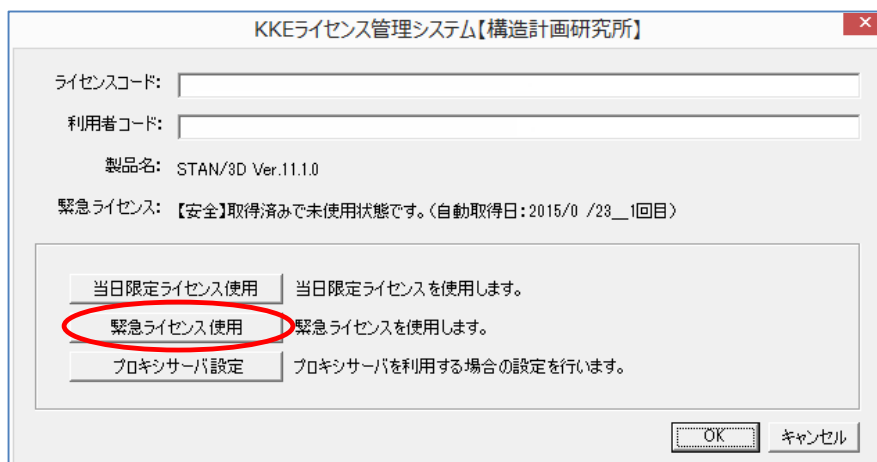 KKEライセンス管理システム【構造計画研究所】
ライセンスコード:
利用者コード:
製品名: STAN/3D Ver.11.1.0
緊急ライセンス: 【安全】取得済みで未使用状態です。(自動取得日:2015/0 /23__1回目)
当日限定ライセンス使用 当日限定ライセンスを使用します。
緊急ライセンス使用 緊急ライセンスを使用します。
プロキシサーバ設定 プロキシサーバを利用する場合の設定を行います。
OK キャンセル